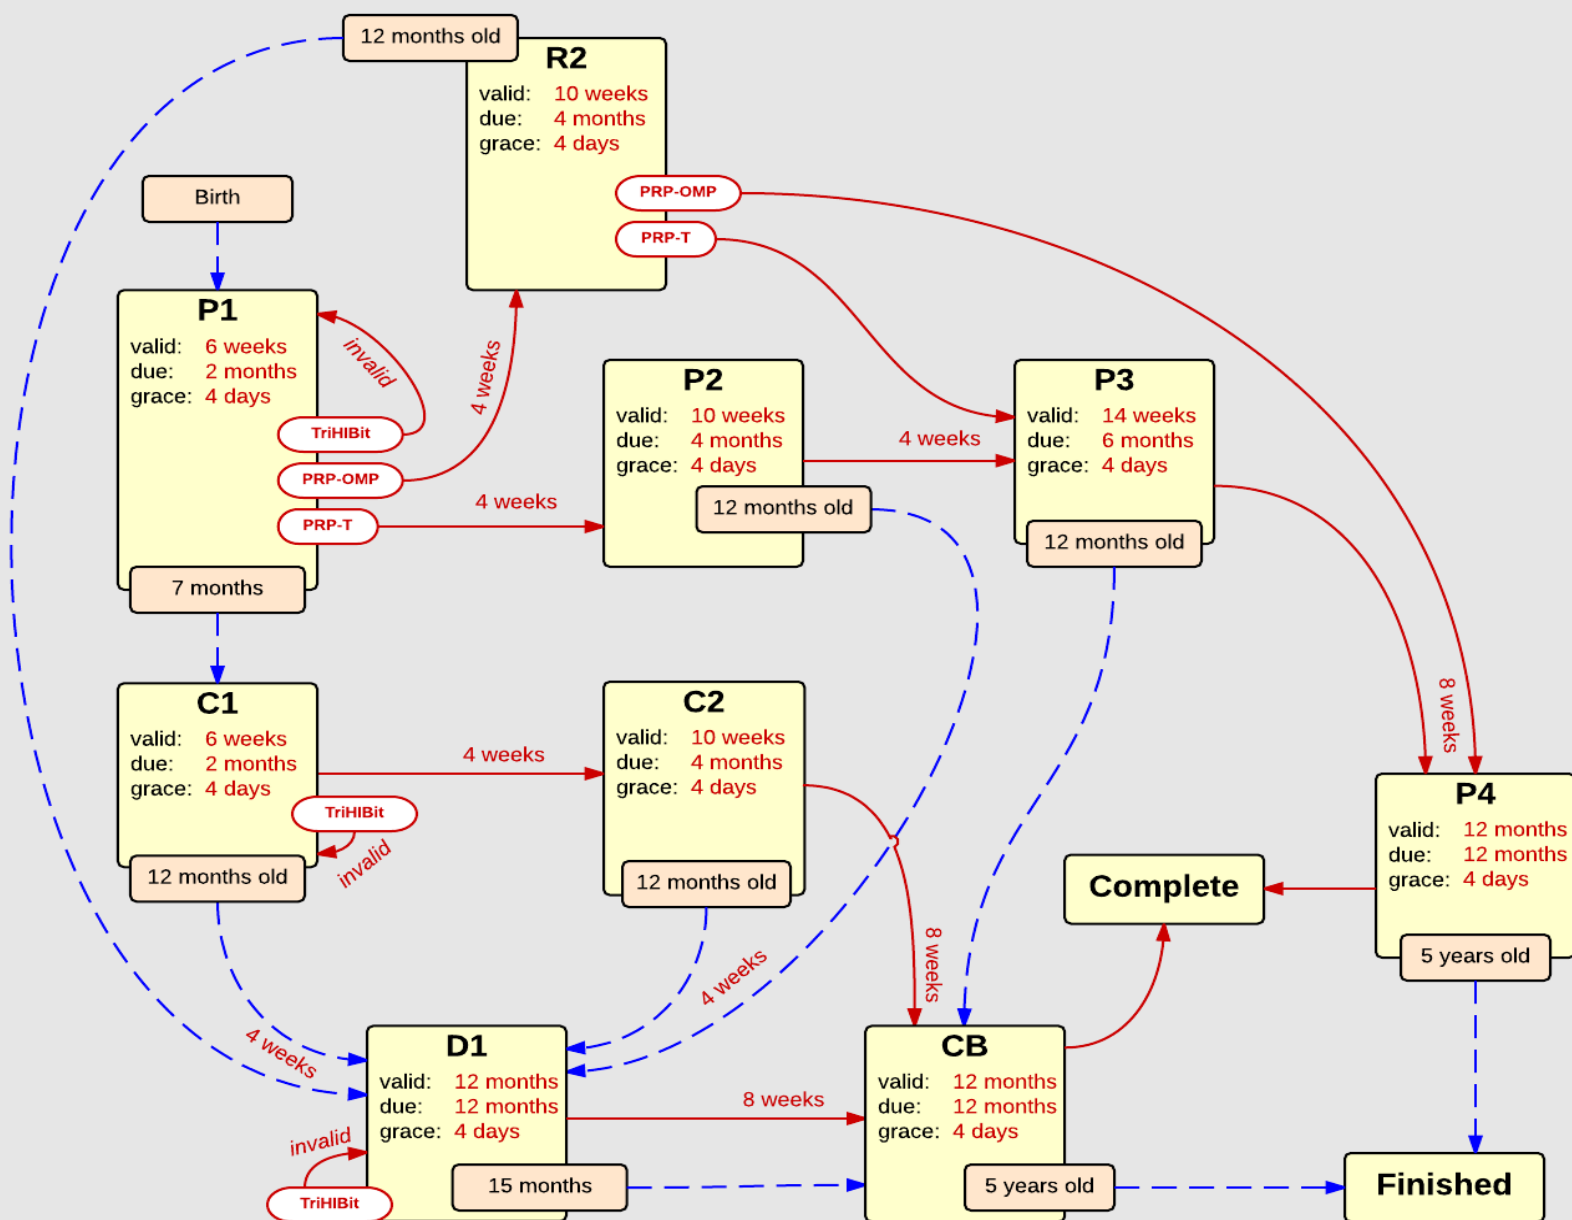 12 months old
R2
valid: 10 weeks
due: 4 months
grace: 4 days
PRP-OMP
PRP-T
Birth
P1
valid: 6 weeks
due: 2 months
grace: 4 days
invalid
TriHIBit
PRP-OMP
PRP-T
7 months
4 weeks
4 weeks
P2
valid: 10 weeks
due: 4 months
grace: 4 days
12 months old
4 weeks
P3
valid: 14 weeks
due: 6 months
grace: 4 days
12 months old
C1
valid: 6 weeks
due: 2 months
grace: 4 days
TriHIBit
invalid
12 months old
4 weeks
C2
valid: 10 weeks
due: 4 months
grace: 4 days
12 months old
8 weeks
8 weeks
P4
valid: 12 months
due: 12 months
grace: 4 days
5 years old
Complete
4 weeks
4 weeks
D1
valid: 12 months
due: 12 months
grace: 4 days
invalid
TriHIBit
15 months
8 weeks
CB
valid: 12 months
due: 12 months
grace: 4 days
5 years old
Finished